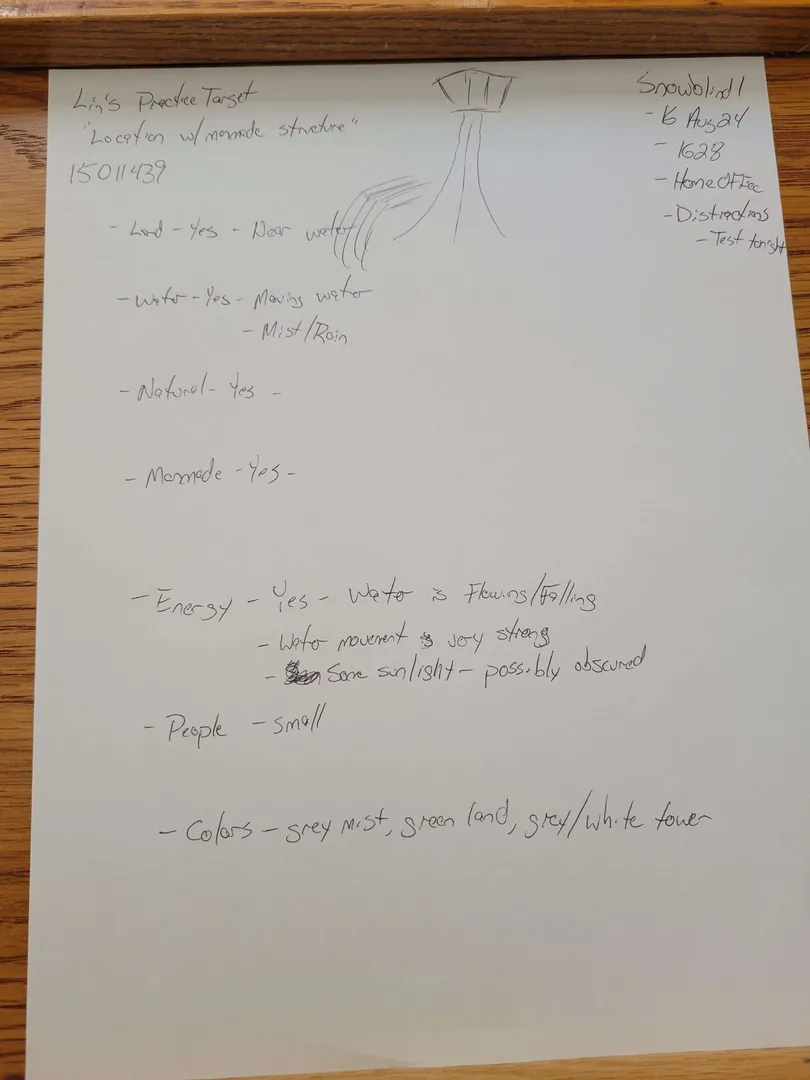 Lin's Practice Target
"Location w/ manmade structure"
15011439
Snowblind1
- 16 Aug 24
- 1628
- Home Office
- Distractions
- Test tonight
- Land - Yes - Near water
- Water - Yes - Moving water
- Mist/Rain
- Natural - Yes -
- Manmade - Yes -
- Energy - Yes - Water is Flowing/Falling
- Water movement is very strong
- Some sunlight - possibly obscured
- People - small
- Colors - grey mist, green land, grey/white tower